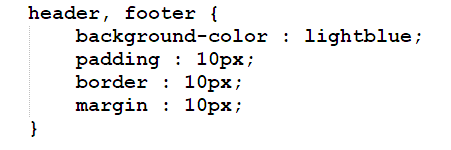 header, footer {
    background-color : lightblue;
    padding : 10px;
    border : 10px;
    margin : 10px;
}